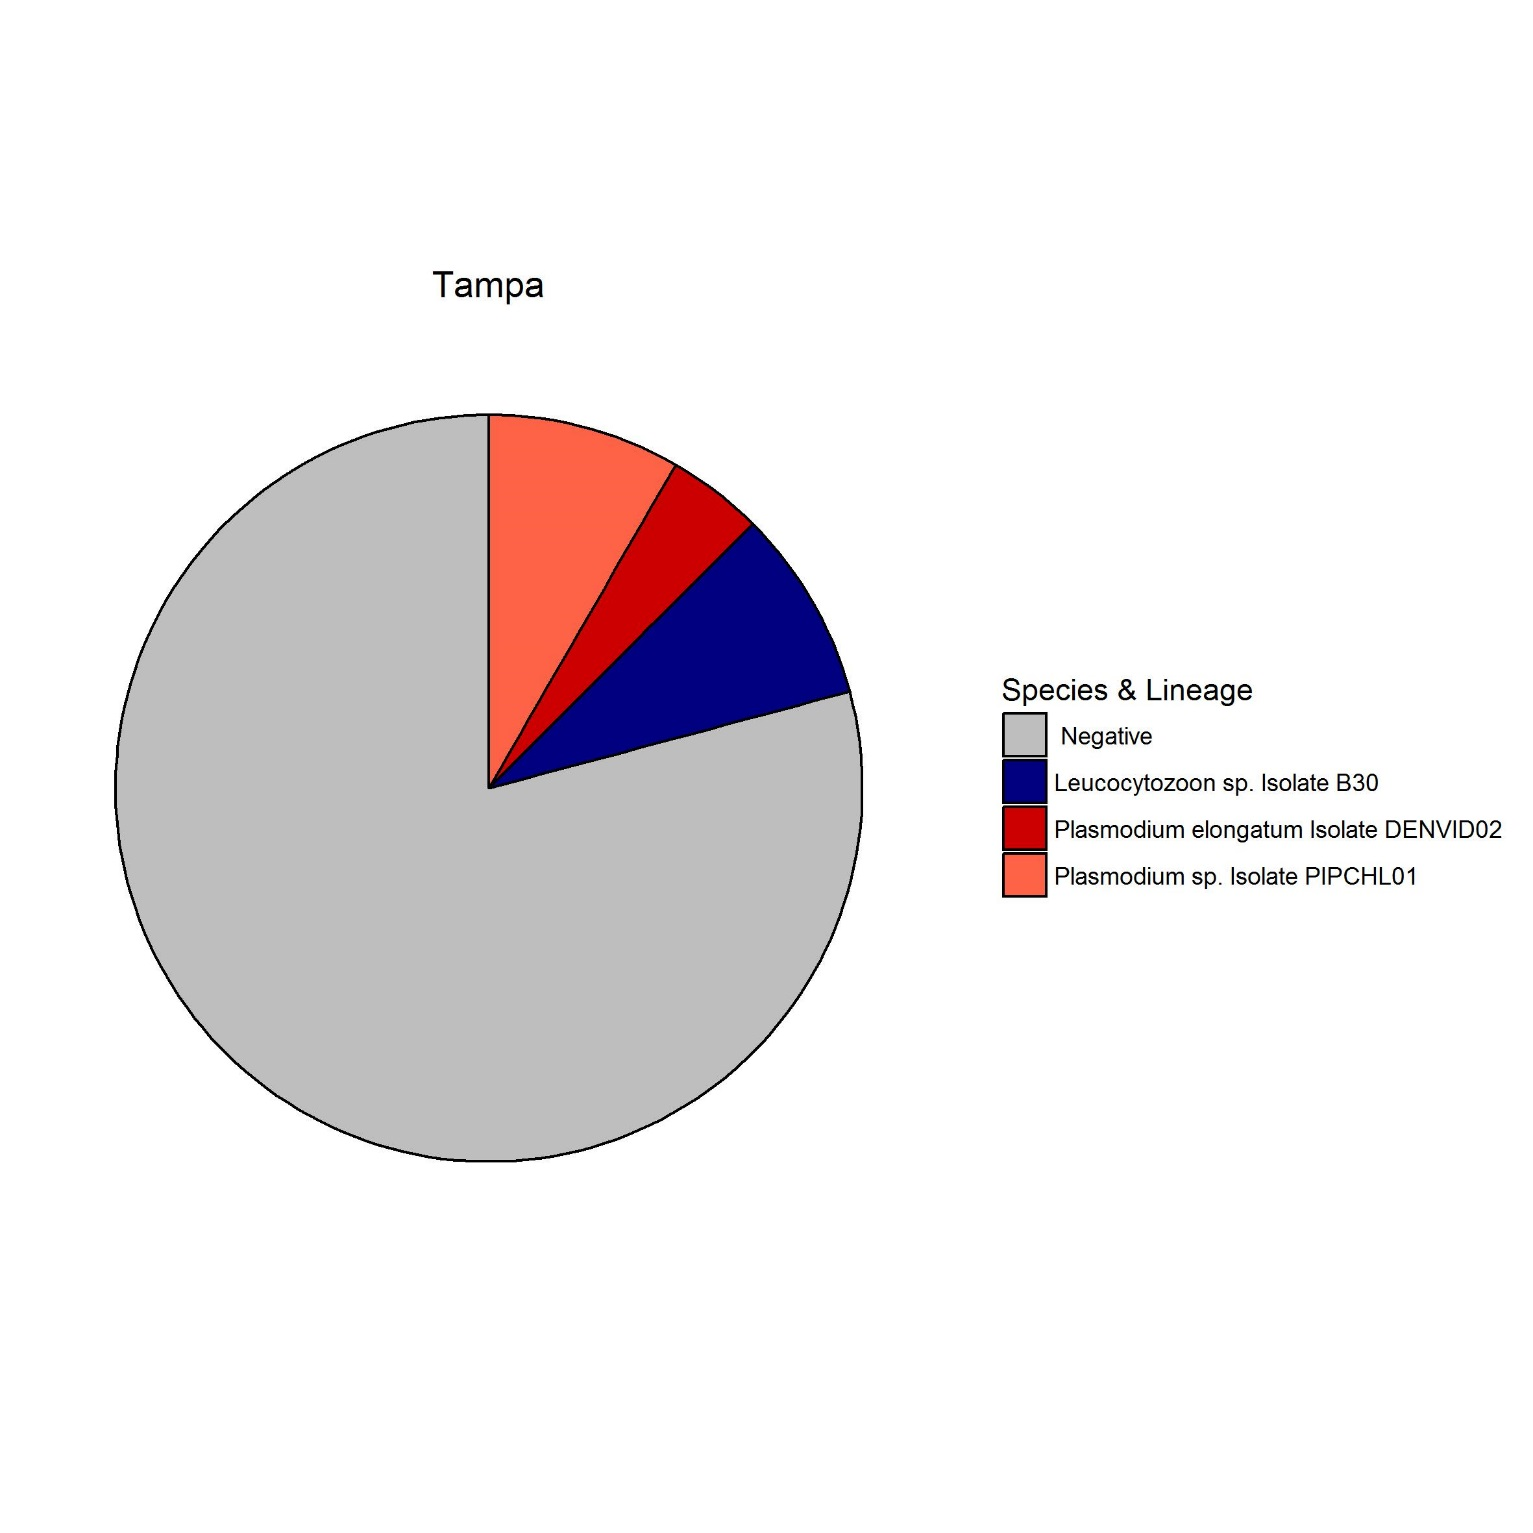 Tampa
Species & Lineage
Negative
Leucocytozoon sp. Isolate B30
Plasmodium elongatum Isolate DENVID02
Plasmodium sp. Isolate PIPCHL01